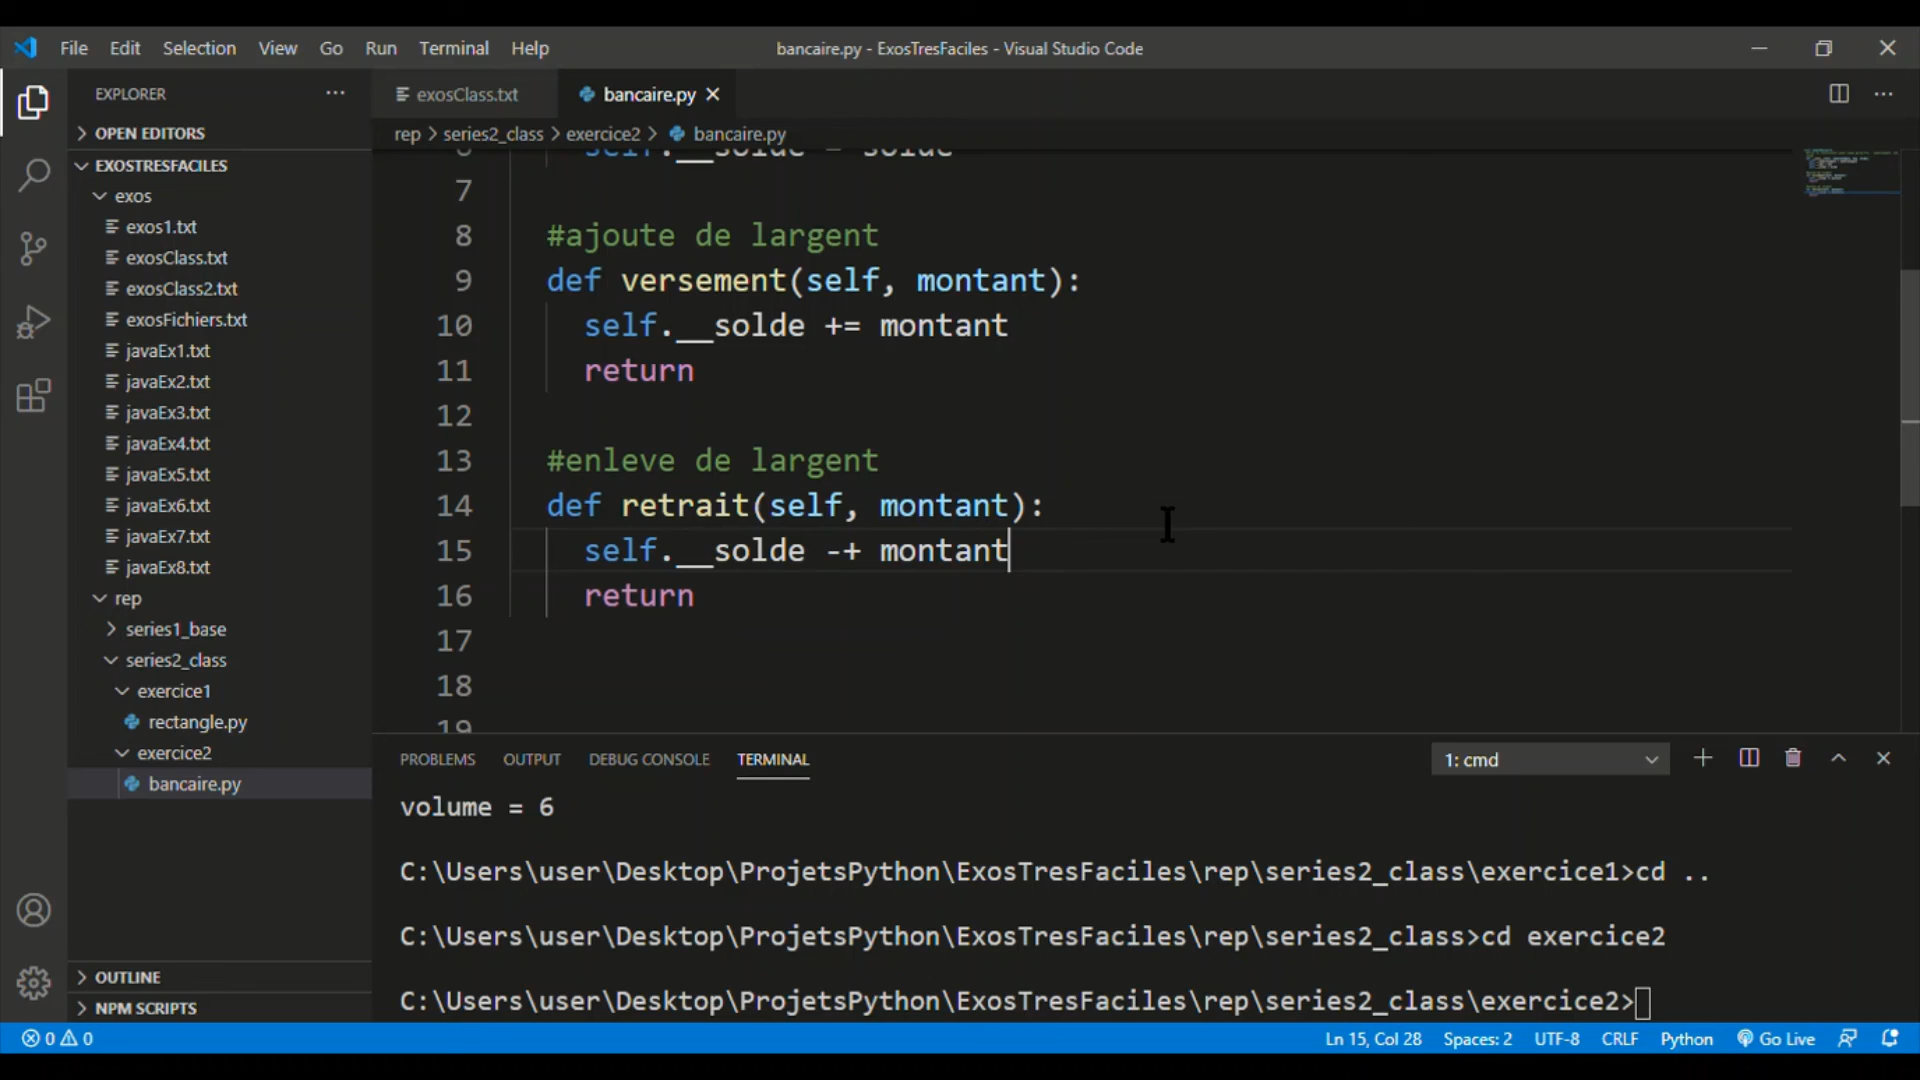 File Edit Selection View Go Run Terminal Help
bancaire.py - ExosTresFaciles - Visual Studio Code
EXPLORER
OPEN EDITORS
EXOSTRESFACILES
exos
exos1.txt
exosClass.txt
exosClass2.txt
exosFichiers.txt
javaEx1.txt
javaEx2.txt
javaEx3.txt
javaEx4.txt
javaEx5.txt
javaEx6.txt
javaEx7.txt
javaEx8.txt
rep
series1_base
series2_class
exercice1
rectangle.py
exercice2
bancaire.py
OUTLINE
NPM SCRIPTS
exosClass.txt
bancaire.py
rep > series2_class > exercice2 > bancaire.py
6 self.__solde = solde
7
8 #ajoute de largent
9 def versement(self, montant):
10 self.__solde += montant
11 return
12
13 #enleve de largent
14 def retrait(self, montant):
15 self.__solde -+ montant
16 return
17
18
19
PROBLEMS OUTPUT DEBUG CONSOLE TERMINAL
1: cmd
volume = 6
C:\Users\user\Desktop\ProjetsPython\ExosTresFaciles\rep\series2_class\exercice1>cd ..
C:\Users\user\Desktop\ProjetsPython\ExosTresFaciles\rep\series2_class>cd exercice2
C:\Users\user\Desktop\ProjetsPython\ExosTresFaciles\rep\series2_class\exercice2>
0 0
Ln 15, Col 28 Spaces: 2 UTF-8 CRLF Python Go Live